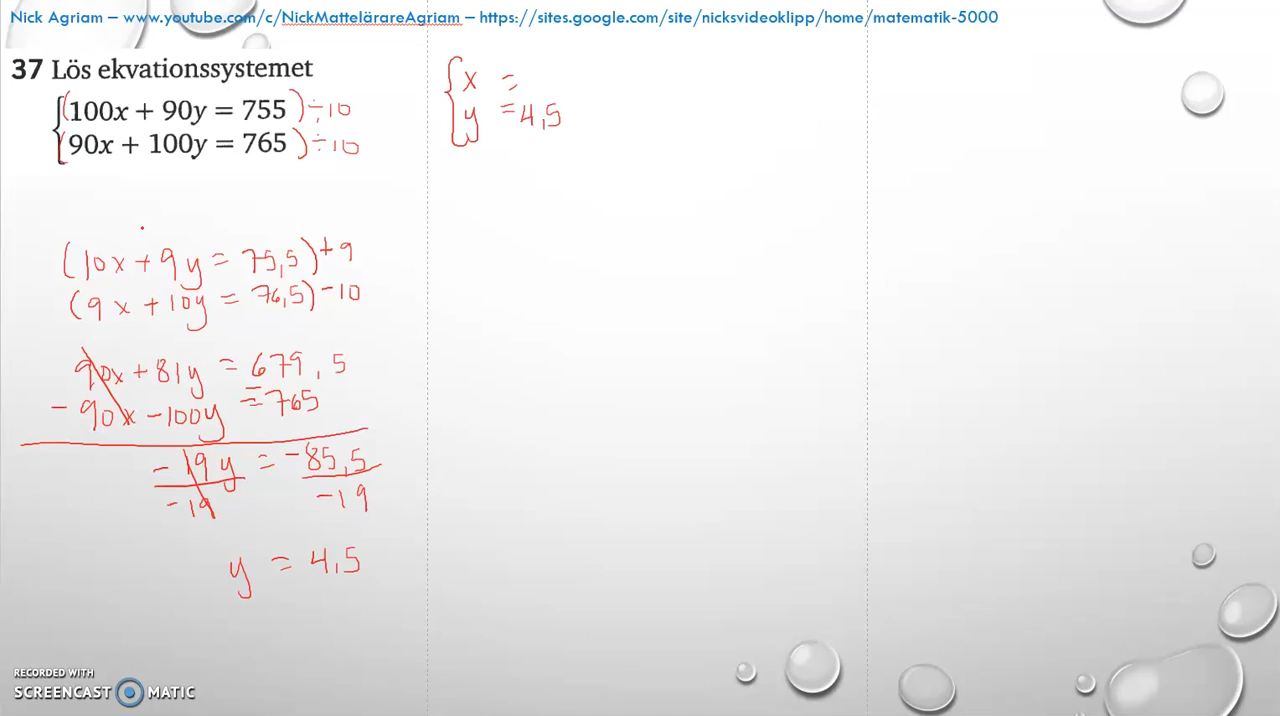 Nick Agriam – www.youtube.com/c/NickMattelärareAgriam – https://sites.google.com/site/nicksvideoklipp/home/matematik-5000
37 Lös ekvationssystemet
(100x + 90y = 755) ÷10
(90x + 100y = 765) ÷10
(10x + 9y = 75,5) +9
(9x + 10y = 76,5) -10
90x + 81y = 679,5
- 90x - 100y = 765
-19y = -85,5
-19 -19
y = 4,5
x =
y = 4,5
RECORDED WITH
SCREENCAST MATIC